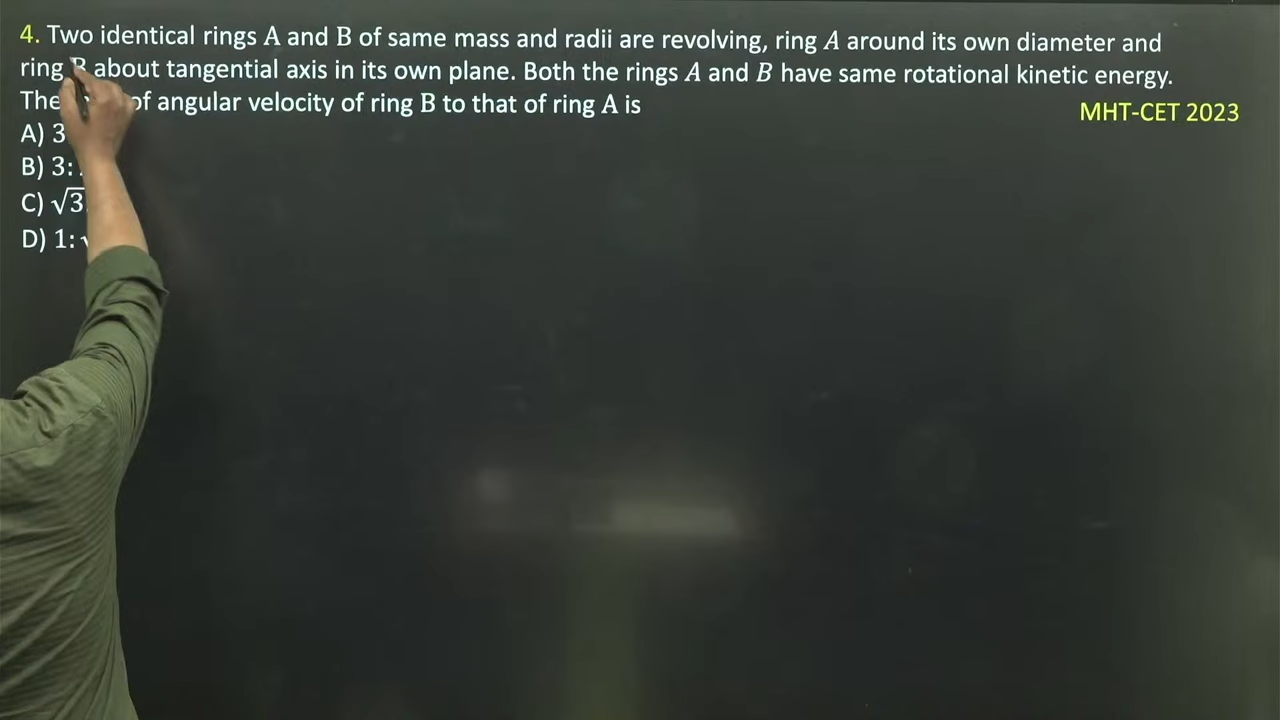 4. Two identical rings A and B of same mass and radii are revolving, ring A around its own diameter and
ring B about tangential axis in its own plane. Both the rings A and B have same rotational kinetic energy.
The of angular velocity of ring B to that of ring A is
MHT-CET 2023
A) 3
B) 3:
C) √3
D) 1: